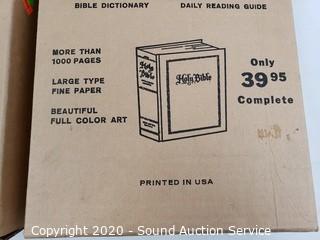 BIBLE DICTIONARY
DAILY READING GUIDE
MORE THAN
1000 PAGES
LARGE TYPE
FINE PAPER
BEAUTIFUL
FULL COLOR ART
Holy Bible
Holy Bible
Only
39 95
Complete
PRINTED IN USA
Copyright 2020 - Sound Auction Service